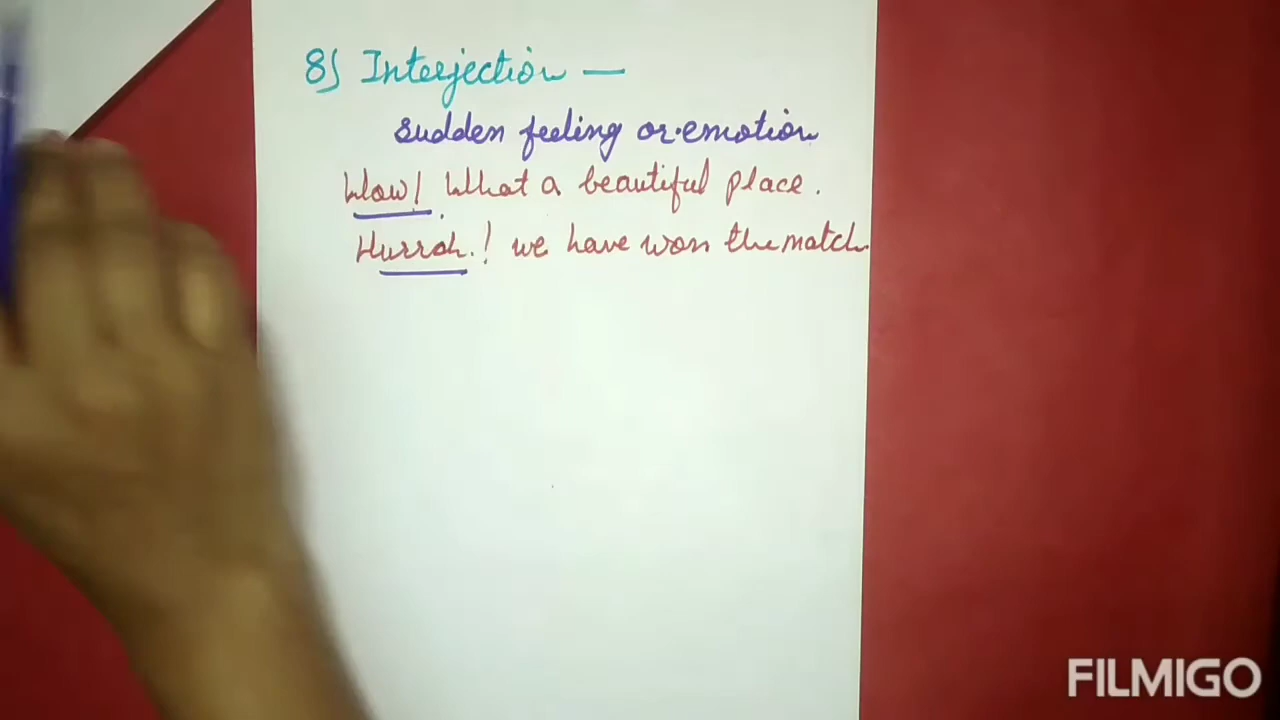 8) Interjection —
sudden feeling or emotion
Wow! What a beautiful place.
Hurrah.! we have won the match.
FILMIGO